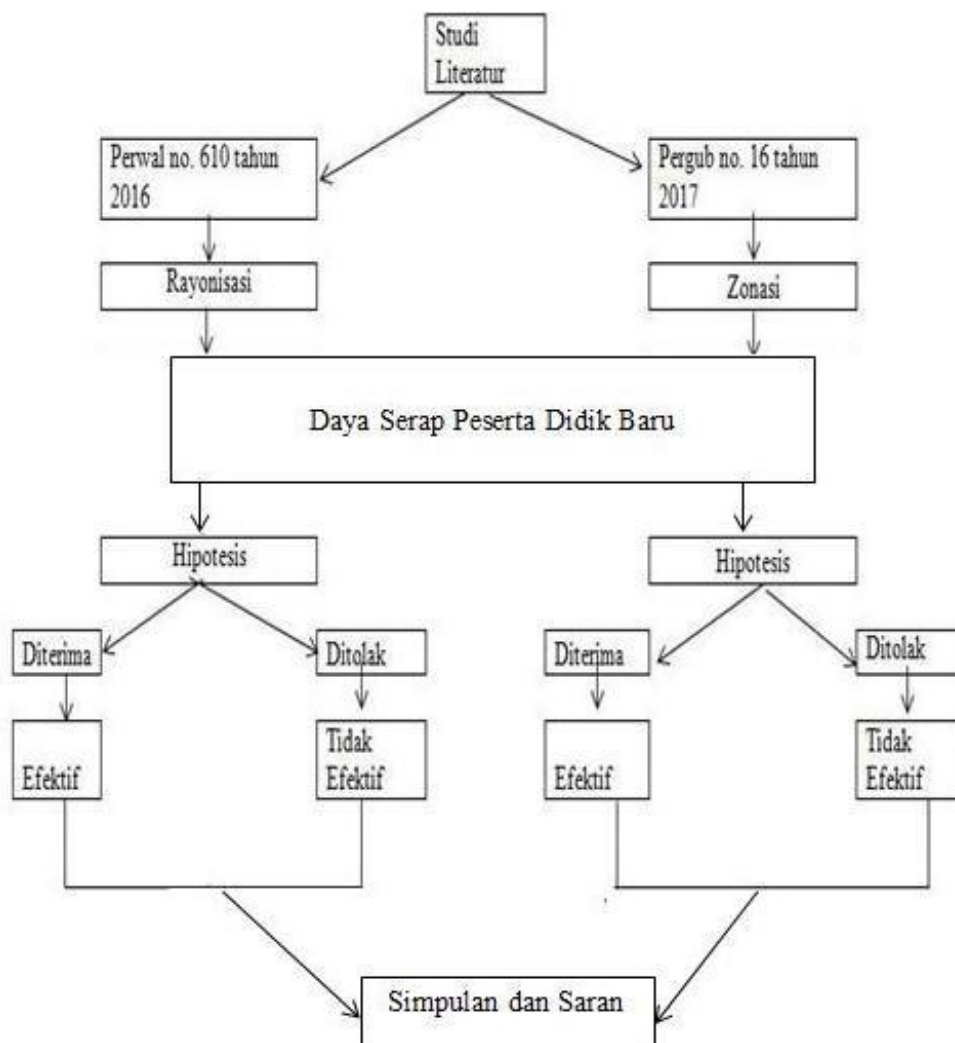 Studi
Literatur
Perwal no. 610 tahun
2016
Pergub no. 16 tahun
2017
Rayonisasi
Zonasi
Daya Serap Peserta Didik Baru
Hipotesis
Hipotesis
Diterima
Ditolak
Diterima
Ditolak
Efektif
Tidak
Efektif
Efektif
Tidak
Efektif
Simpulan dan Saran